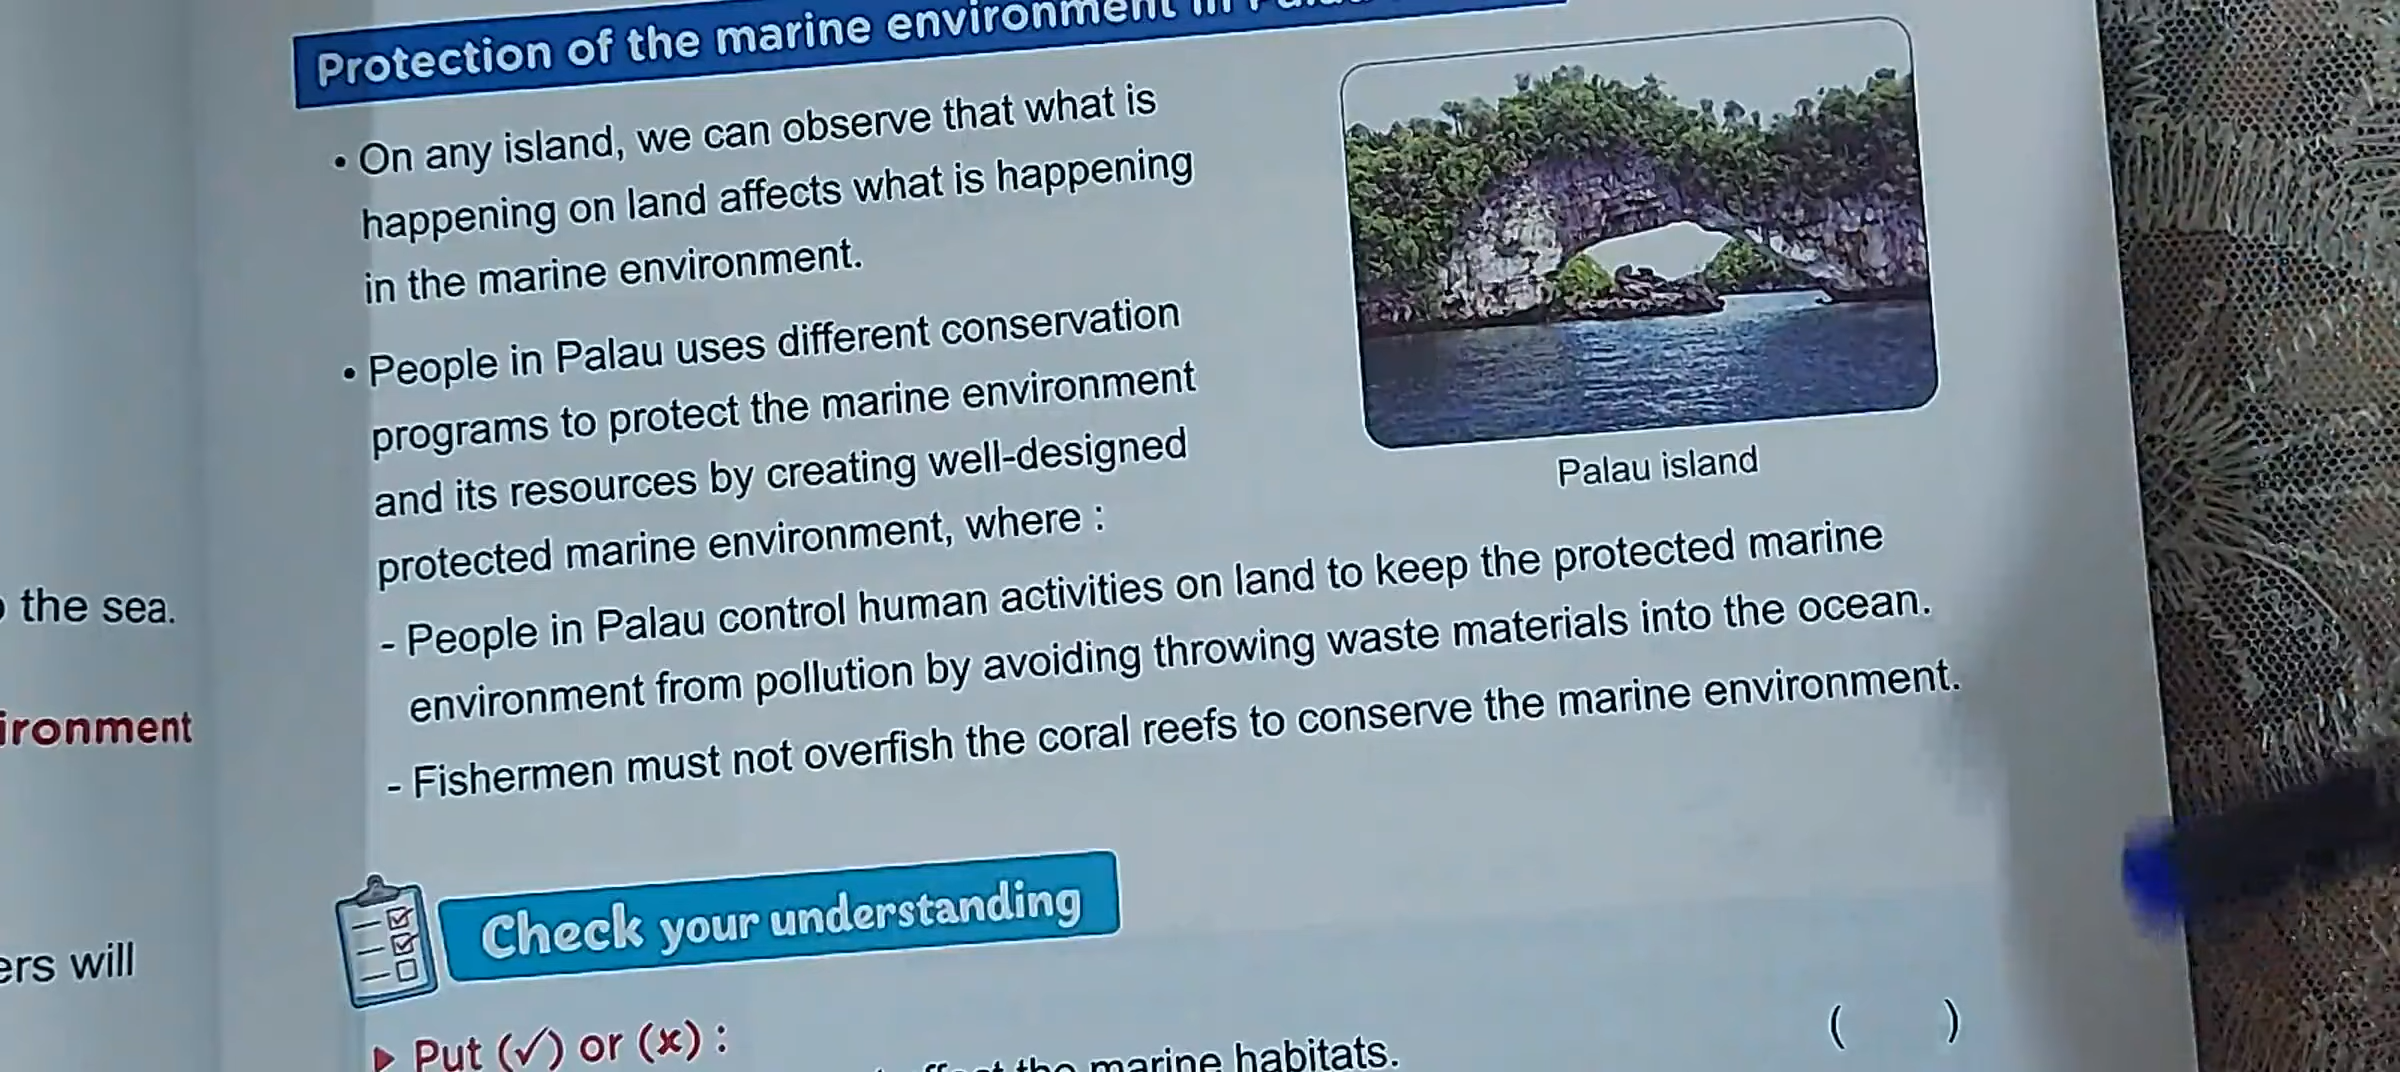 Protection of the marine environment in
• On any island, we can observe that what is
happening on land affects what is happening
in the marine environment.
• People in Palau uses different conservation
programs to protect the marine environment
and its resources by creating well-designed
protected marine environment, where :
Palau island
- People in Palau control human activities on land to keep the protected marine
environment from pollution by avoiding throwing waste materials into the ocean.
- Fishermen must not overfish the coral reefs to conserve the marine environment.
the sea.
ers will
Check your understanding
Put (✓) or (x) :
the marine habitats. ( )